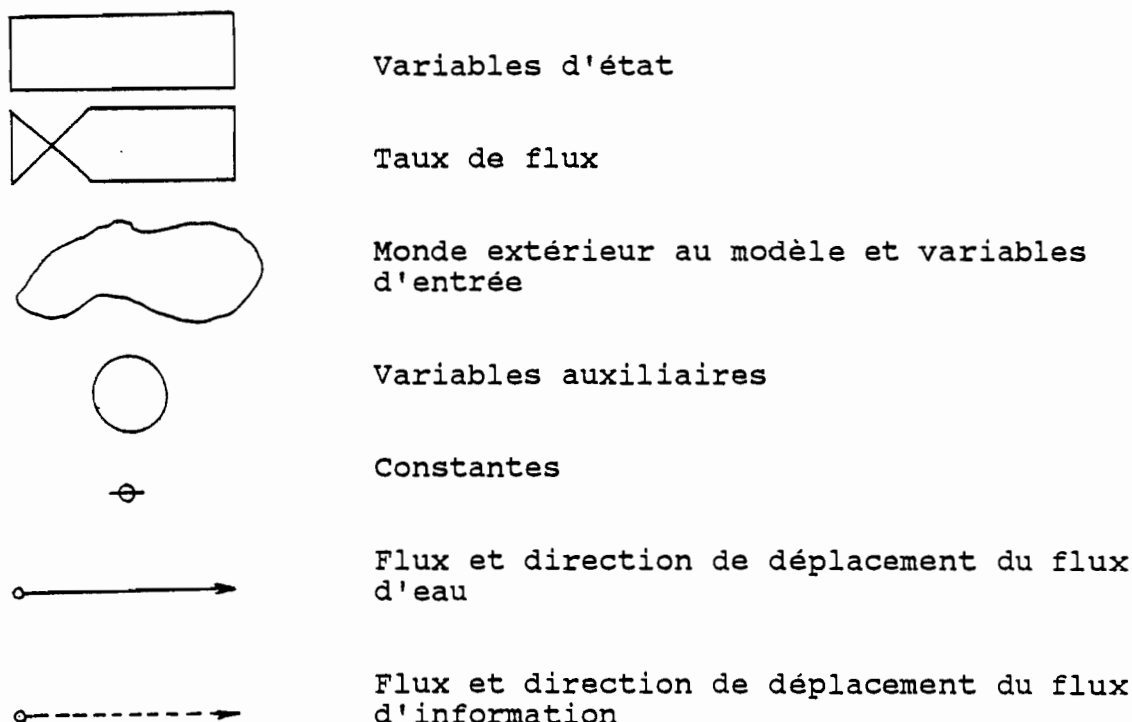 Variables d'état
Taux de flux
Monde extérieur au modèle et variables
d'entrée
Variables auxiliaires
Constantes
Flux et direction de déplacement du flux
d'eau
Flux et direction de déplacement du flux
d'information